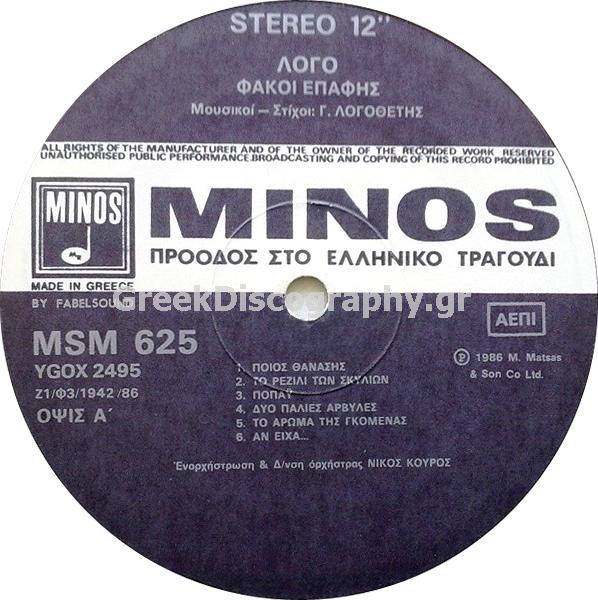 STEREO 12"
ΛΟΓΟ
ΦΑΚΟΙ ΕΠΑΦΗΣ
Μουσικοί – Στίχοι: Γ. ΛΟΓΟΘΕΤΗΣ
ALL RIGHTS OF THE MANUFACTURER AND OF THE OWNER OF THE RECORDED WORK RESERVED
UNAUTHORISED PUBLIC PERFORMANCE.BROADCASTING AND COPYING OF THIS RECORD PROHIBITED
MINOS
MINOS
ΠΡΟΟΔΟΣ ΣΤΟ ΕΛΛΗΝΙΚΟ ΤΡΑΓΟΥΔΙ
MADE IN GREECE
BY FABELSOUND
GreekDiscography.gr
MSM 625
YGOX 2495
Ζ1/Φ3/1942/86
ΟΨΙΣ Α΄
ΑΕΠΙ
Ⓟ 1986 M. Matsas
& Son Co Ltd.
1. ΠΟΙΟΣ ΘΑΝΑΣΗΣ
2. ΤΟ ΡΕΖΙΛΙ ΤΩΝ ΣΚΥΛΙΩΝ
3. ΠΟΠΑΫ
4. ΔΥΟ ΠΑΛΙΕΣ ΑΡΒΥΛΕΣ
5. ΤΟ ΑΡΩΜΑ ΤΗΣ ΓΚΟΜΕΝΑΣ
6. ΑΝ ΕΙΧΑ...
Ἐναρχήστρωση & Δ/νση ὀρχήστρας ΝΙΚΟΣ ΚΟΥΡΟΣ